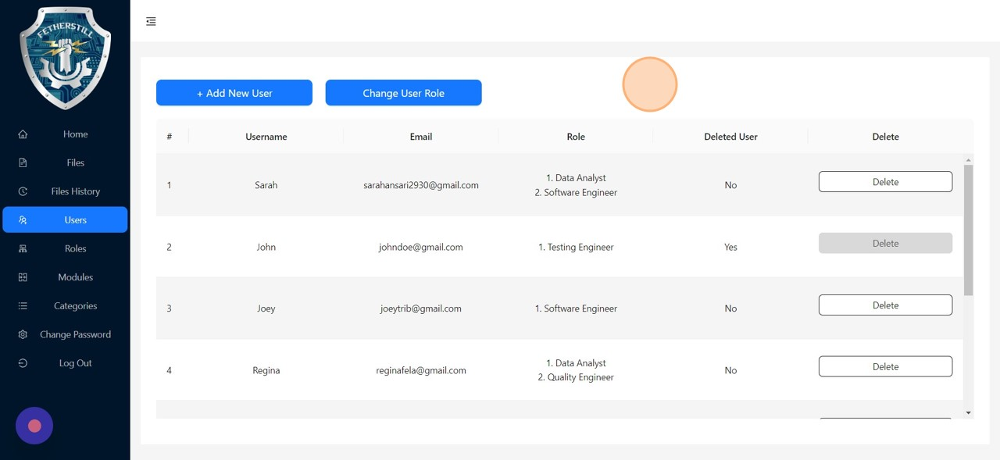 FETHERSTILL
Home
Files
Files History
Users
Roles
Modules
Categories
Change Password
Log Out
+ Add New User
Change User Role
# Username Email Role Deleted User Delete
1 Sarah sarahansari2930@gmail.com 1. Data Analyst
2. Software Engineer No Delete
2 John johndoe@gmail.com 1. Testing Engineer Yes Delete
3 Joey joeytrib@gmail.com 1. Software Engineer No Delete
4 Regina reginafela@gmail.com 1. Data Analyst
2. Quality Engineer No Delete